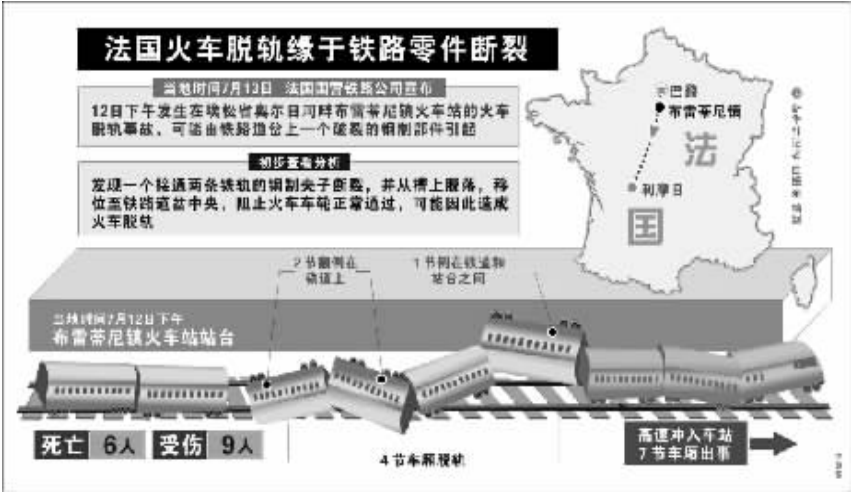 法国火车脱轨缘于铁路零件断裂
当地时间7月13日 法国国营铁路公司宣布
12日下午发生在埃松省奥尔日河畔布雷蒂尼镇火车站的火车
脱轨事故，可能由铁路道岔上一个破裂的钢制部件引起
初步查看分析
发现一个接通两条铁轨的钢制夹子断裂，并从槽上脱落，移
位至铁路道岔中央，阻止火车车轮正常通过，可能因此造成
火车脱轨
巴黎
布雷蒂尼镇
法
利摩日
国
2节翻倒在
轨道上
1节倒在铁道和
站台之间
当地时间7月12日下午
布雷蒂尼镇火车站站台
死亡 6人 受伤 9人
4节车厢脱轨
高速冲入车站
7节车厢出事